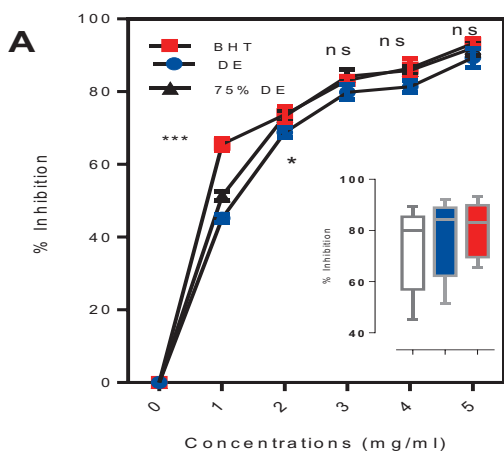 A
100
80
60
40
20
0
% Inhibition
BHT
DE
75% DE
***
*
ns
ns
ns
100
80
60
40
% Inhibition
0
1
2
3
4
5
Concentrations (mg/ml)